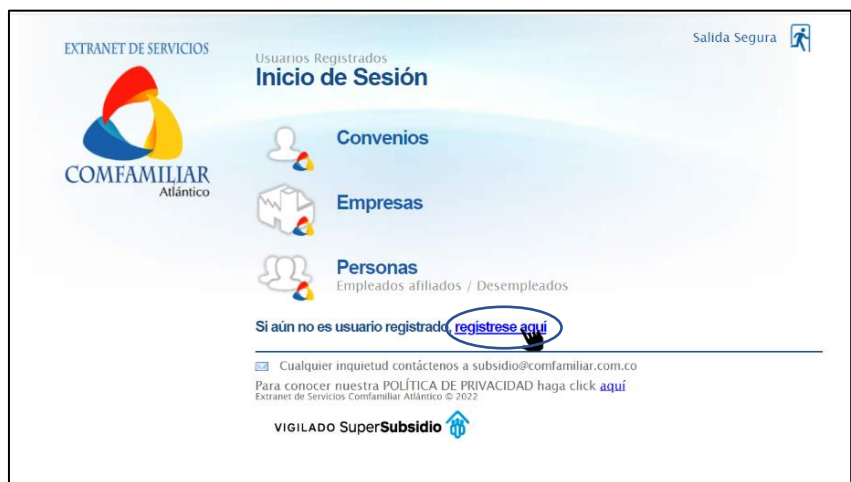 EXTRANET DE SERVICIOS
COMFAMILIAR
Atlántico
Salida Segura
Usuarios Registrados
Inicio de Sesión
Convenios
Empresas
Personas
Empleados afiliados / Desempleados
Si aún no es usuario registrado, registrese aquí
Cualquier inquietud contáctenos a subsidio@comfamiliar.com.co
Para conocer nuestra POLÍTICA DE PRIVACIDAD haga click aquí
Extranet de Servicios Comfamiliar Atlántico © 2022
VIGILADO SuperSubsidio